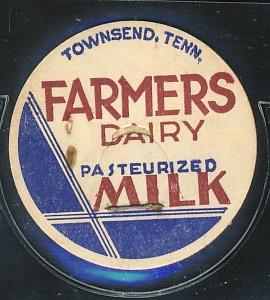 TOWNSEND, TENN.
FARMERS
DAIRY
PASTEURIZED
MILK